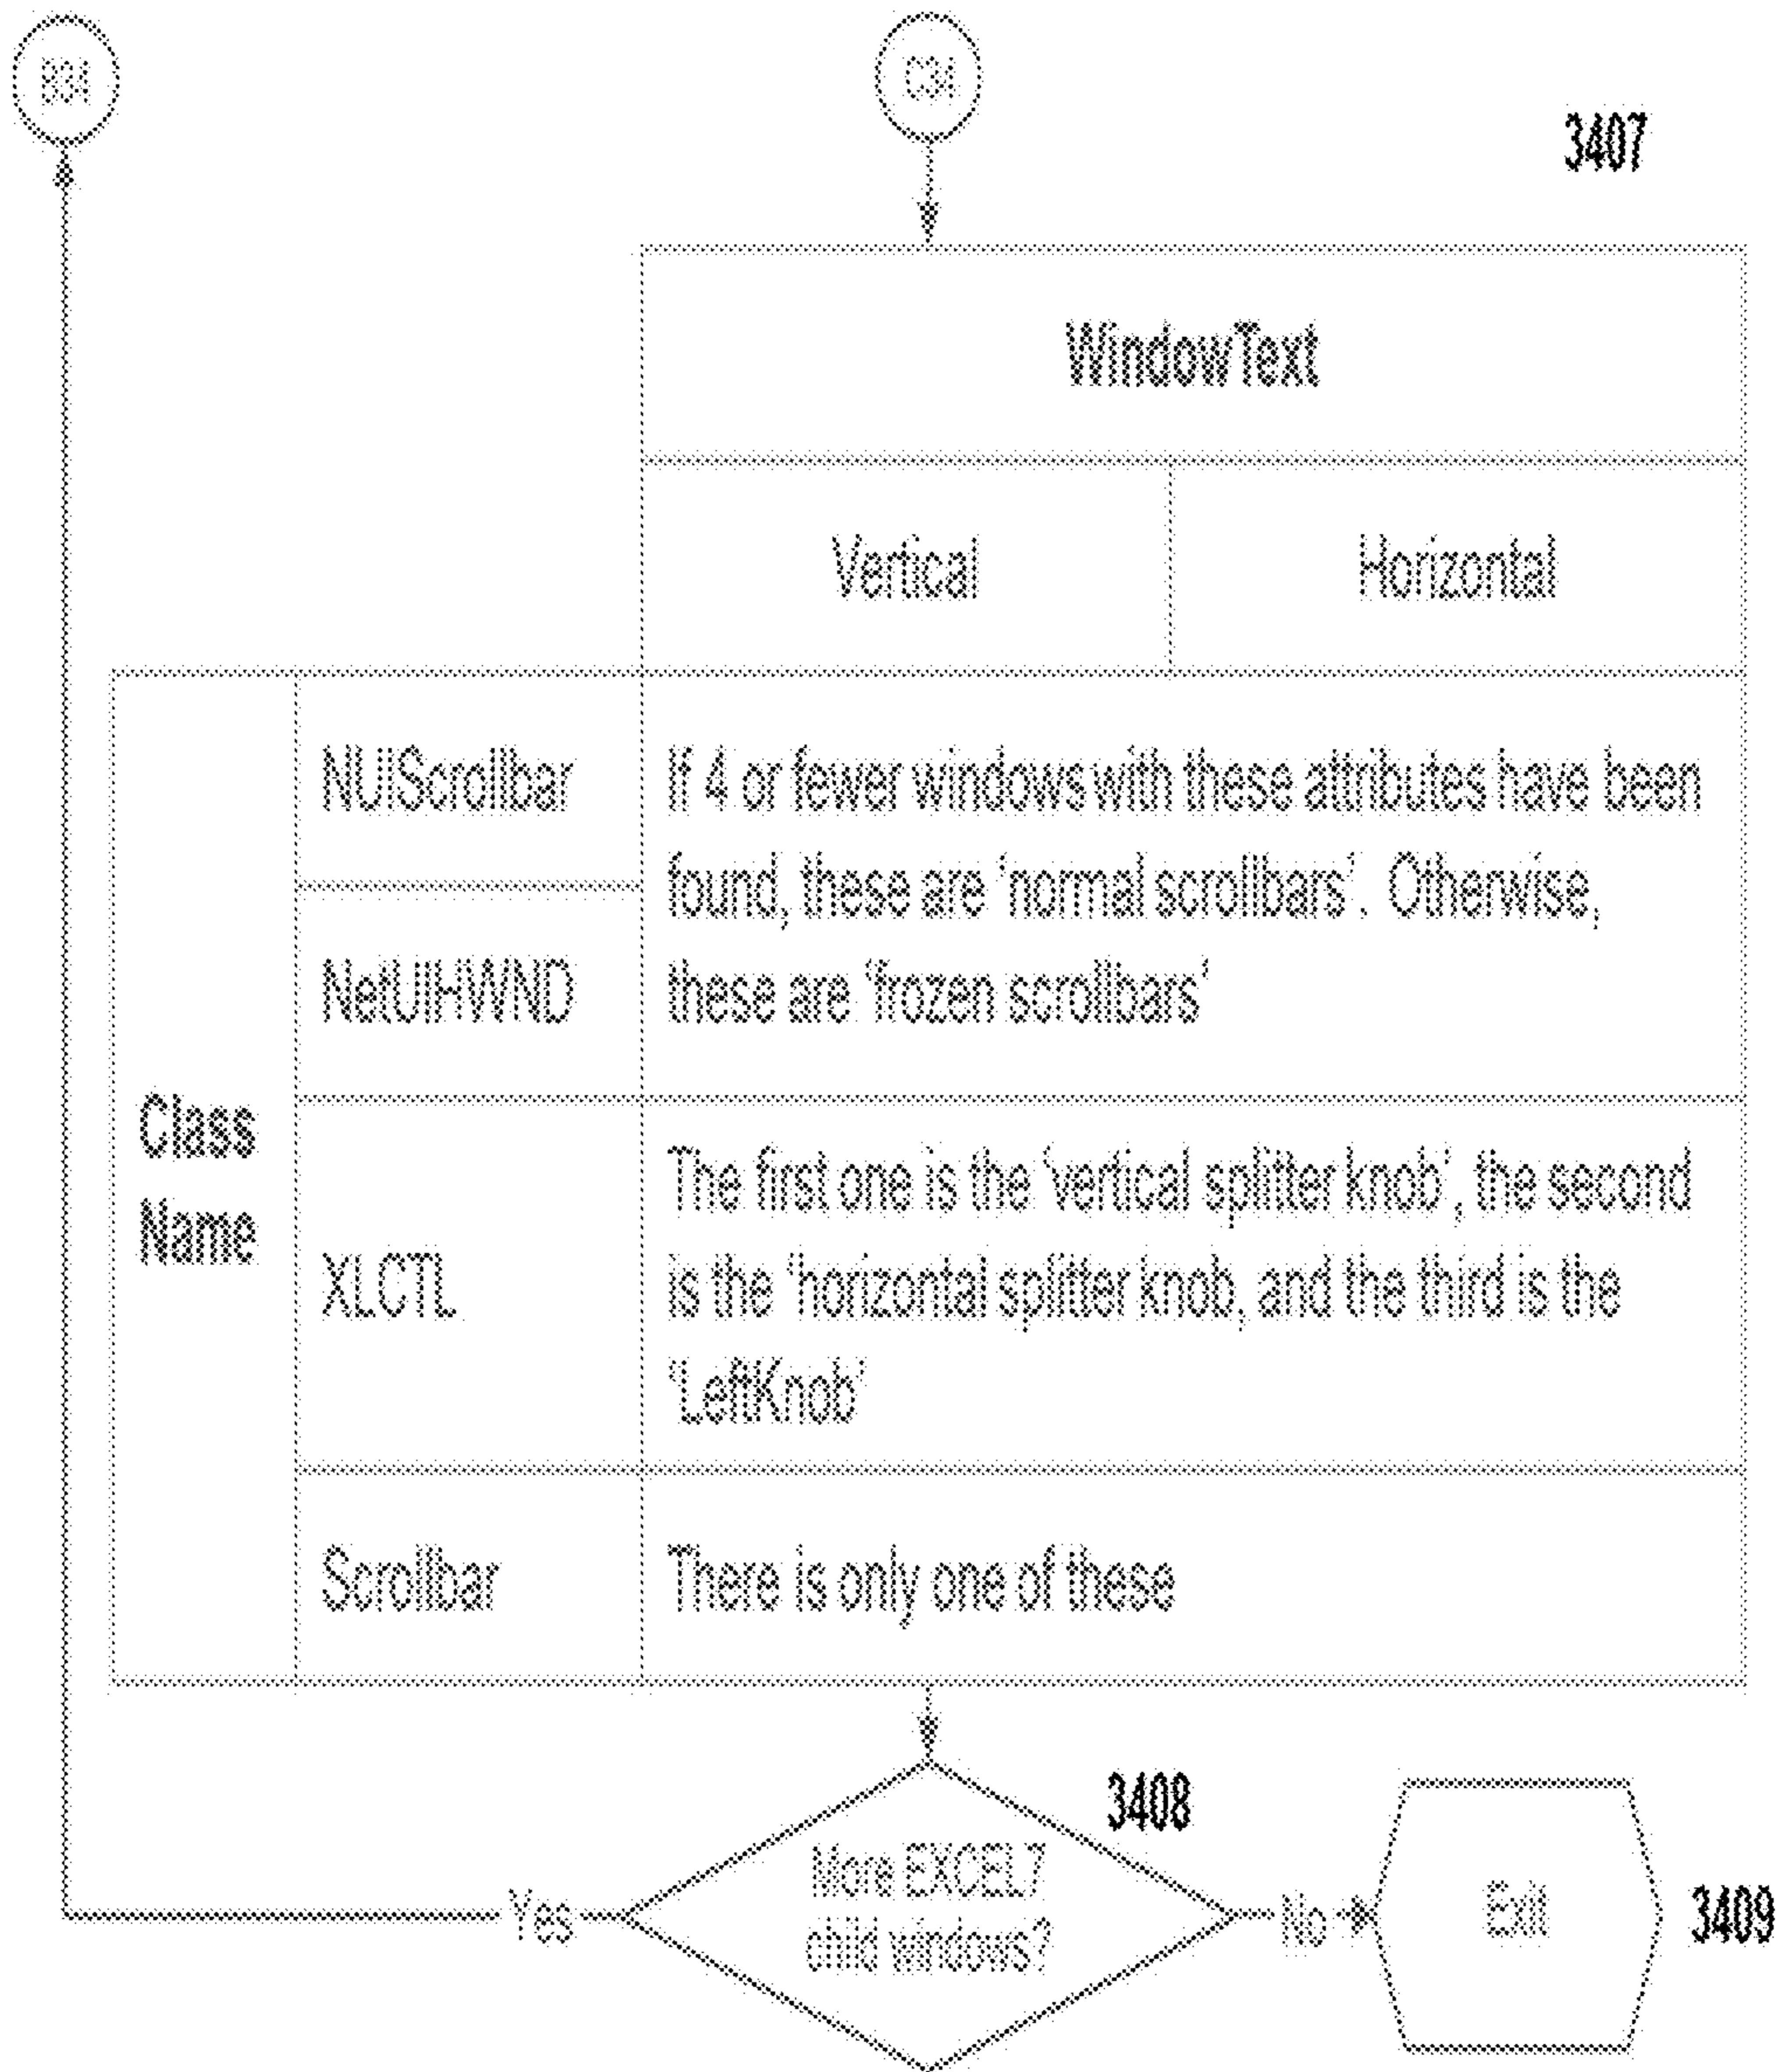 B34
C34
3407
WindowText
Vertical
Horizontal
Class
Name
NUIScrollbar
NetUIHWND
If 4 or fewer windows with these attributes have been
found, these are 'normal scrollbars'. Otherwise,
these are 'frozen scrollbars'
XLCTL
The first one is the 'vertical splitter knob', the second
is the 'horizontal splitter knob, and the third is the
'LeftKnob'
Scrollbar
There is only one of these
3408
More EXCEL7
child windows?
Yes
No
Exit
3409